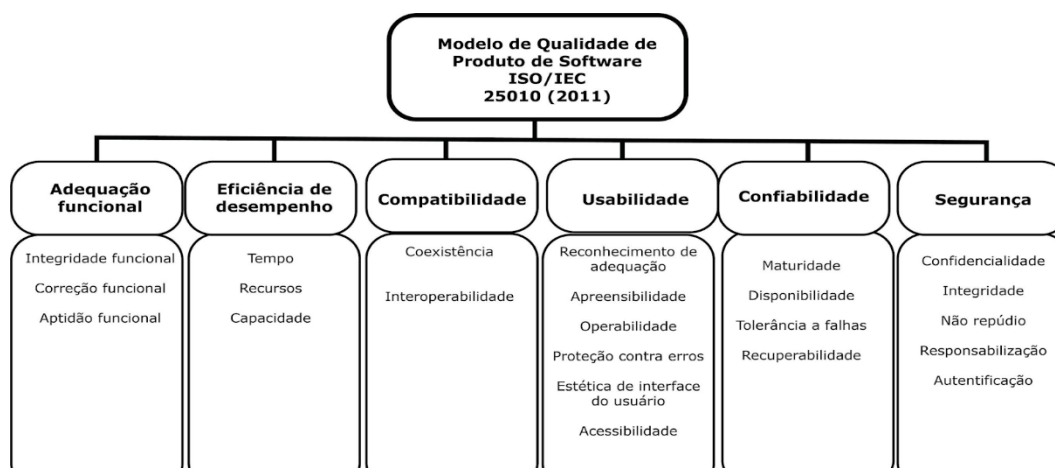 Modelo de Qualidade de
Produto de Software
ISO/IEC
25010 (2011)
Adequação
funcional
Integridade funcional
Correção funcional
Aptidão funcional
Eficiência de
desempenho
Tempo
Recursos
Capacidade
Compatibilidade
Coexistência
Interoperabilidade
Usabilidade
Reconhecimento de
adequação
Apreensibilidade
Operabilidade
Proteção contra erros
Estética de interface
do usuário
Acessibilidade
Confiabilidade
Maturidade
Disponibilidade
Tolerância a falhas
Recuperabilidade
Segurança
Confidencialidade
Integridade
Não repúdio
Responsabilização
Autentificação